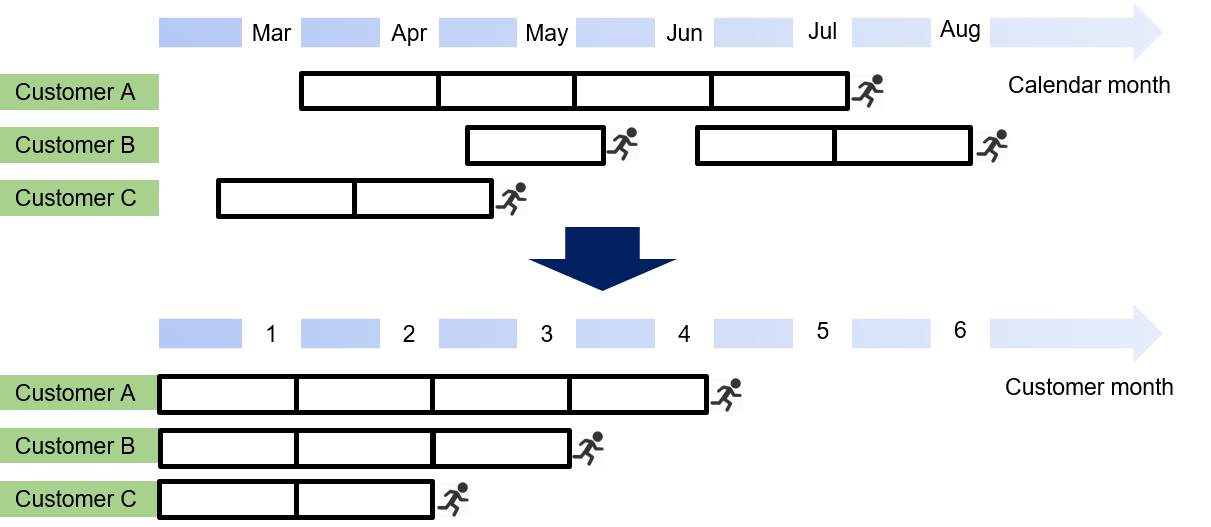 Mar Apr May Jun Jul Aug
Calendar month
Customer A
Customer B
Customer C
1 2 3 4 5 6
Customer month
Customer A
Customer B
Customer C